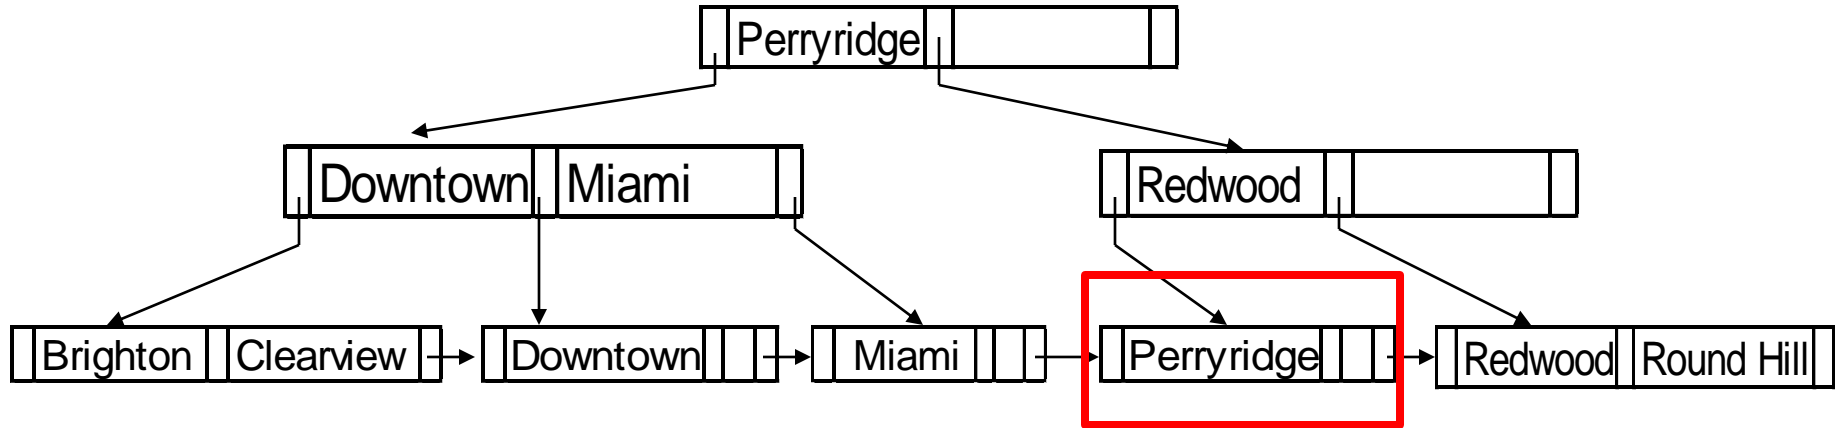 Perryridge
Downtown Miami
Redwood
Brighton Clearview
Downtown
Miami
Perryridge
Redwood Round Hill